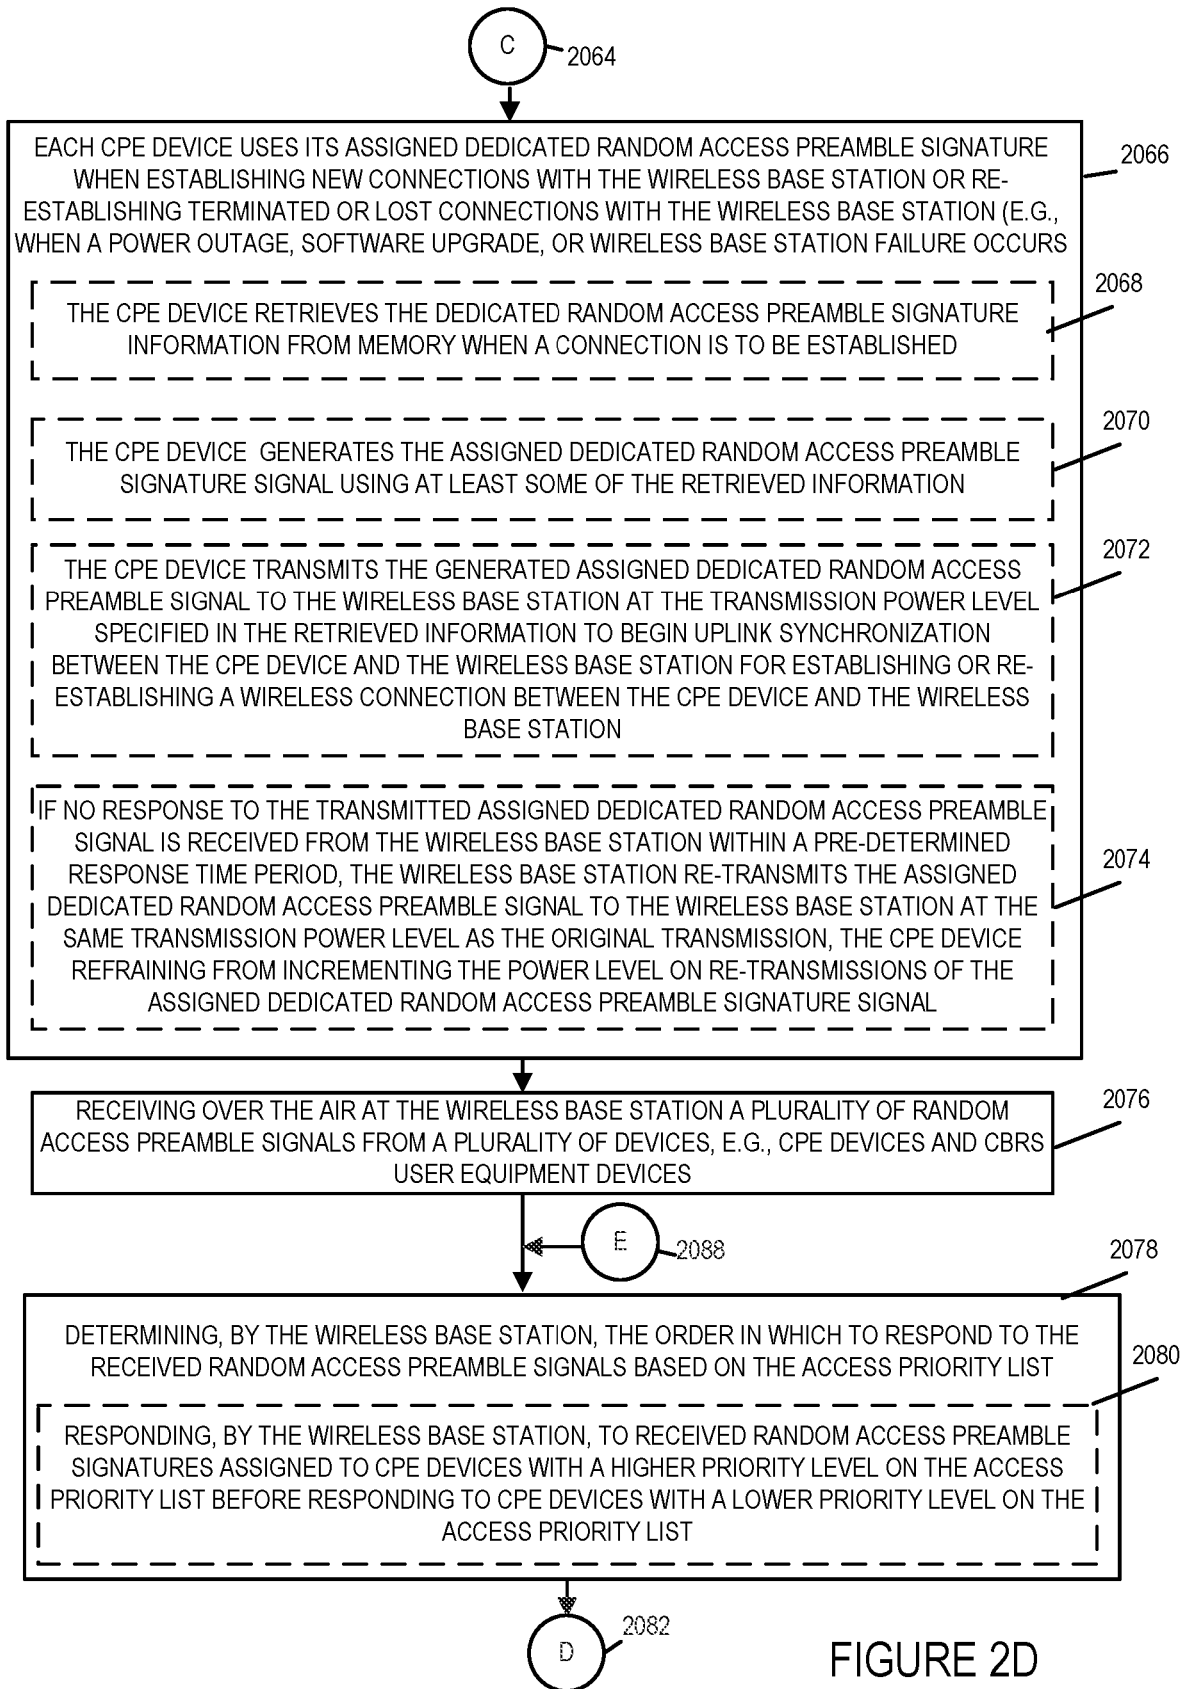 C
2064
EACH CPE DEVICE USES ITS ASSIGNED DEDICATED RANDOM ACCESS PREAMBLE SIGNATURE
WHEN ESTABLISHING NEW CONNECTIONS WITH THE WIRELESS BASE STATION OR RE-
ESTABLISHING TERMINATED OR LOST CONNECTIONS WITH THE WIRELESS BASE STATION (E.G.,
WHEN A POWER OUTAGE, SOFTWARE UPGRADE, OR WIRELESS BASE STATION FAILURE OCCURS
2066
THE CPE DEVICE RETRIEVES THE DEDICATED RANDOM ACCESS PREAMBLE SIGNATURE
INFORMATION FROM MEMORY WHEN A CONNECTION IS TO BE ESTABLISHED
2068
THE CPE DEVICE GENERATES THE ASSIGNED DEDICATED RANDOM ACCESS PREAMBLE
SIGNATURE SIGNAL USING AT LEAST SOME OF THE RETRIEVED INFORMATION
2070
THE CPE DEVICE TRANSMITS THE GENERATED ASSIGNED DEDICATED RANDOM ACCESS
PREAMBLE SIGNAL TO THE WIRELESS BASE STATION AT THE TRANSMISSION POWER LEVEL
SPECIFIED IN THE RETRIEVED INFORMATION TO BEGIN UPLINK SYNCHRONIZATION
BETWEEN THE CPE DEVICE AND THE WIRELESS BASE STATION FOR ESTABLISHING OR RE-
ESTABLISHING A WIRELESS CONNECTION BETWEEN THE CPE DEVICE AND THE WIRELESS
BASE STATION
2072
IF NO RESPONSE TO THE TRANSMITTED ASSIGNED DEDICATED RANDOM ACCESS PREAMBLE
SIGNAL IS RECEIVED FROM THE WIRELESS BASE STATION WITHIN A PRE-DETERMINED
RESPONSE TIME PERIOD, THE WIRELESS BASE STATION RE-TRANSMITS THE ASSIGNED
DEDICATED RANDOM ACCESS PREAMBLE SIGNAL TO THE WIRELESS BASE STATION AT THE
SAME TRANSMISSION POWER LEVEL AS THE ORIGINAL TRANSMISSION, THE CPE DEVICE
REFRAINING FROM INCREMENTING THE POWER LEVEL ON RE-TRANSMISSIONS OF THE
ASSIGNED DEDICATED RANDOM ACCESS PREAMBLE SIGNATURE SIGNAL
2074
RECEIVING OVER THE AIR AT THE WIRELESS BASE STATION A PLURALITY OF RANDOM
ACCESS PREAMBLE SIGNALS FROM A PLURALITY OF DEVICES, E.G., CPE DEVICES AND CBRS
USER EQUIPMENT DEVICES
2076
E
2088
2078
DETERMINING, BY THE WIRELESS BASE STATION, THE ORDER IN WHICH TO RESPOND TO THE
RECEIVED RANDOM ACCESS PREAMBLE SIGNALS BASED ON THE ACCESS PRIORITY LIST
2080
RESPONDING, BY THE WIRELESS BASE STATION, TO RECEIVED RANDOM ACCESS PREAMBLE
SIGNATURES ASSIGNED TO CPE DEVICES WITH A HIGHER PRIORITY LEVEL ON THE ACCESS
PRIORITY LIST BEFORE RESPONDING TO CPE DEVICES WITH A LOWER PRIORITY LEVEL ON THE
ACCESS PRIORITY LIST
D
2082
FIGURE 2D